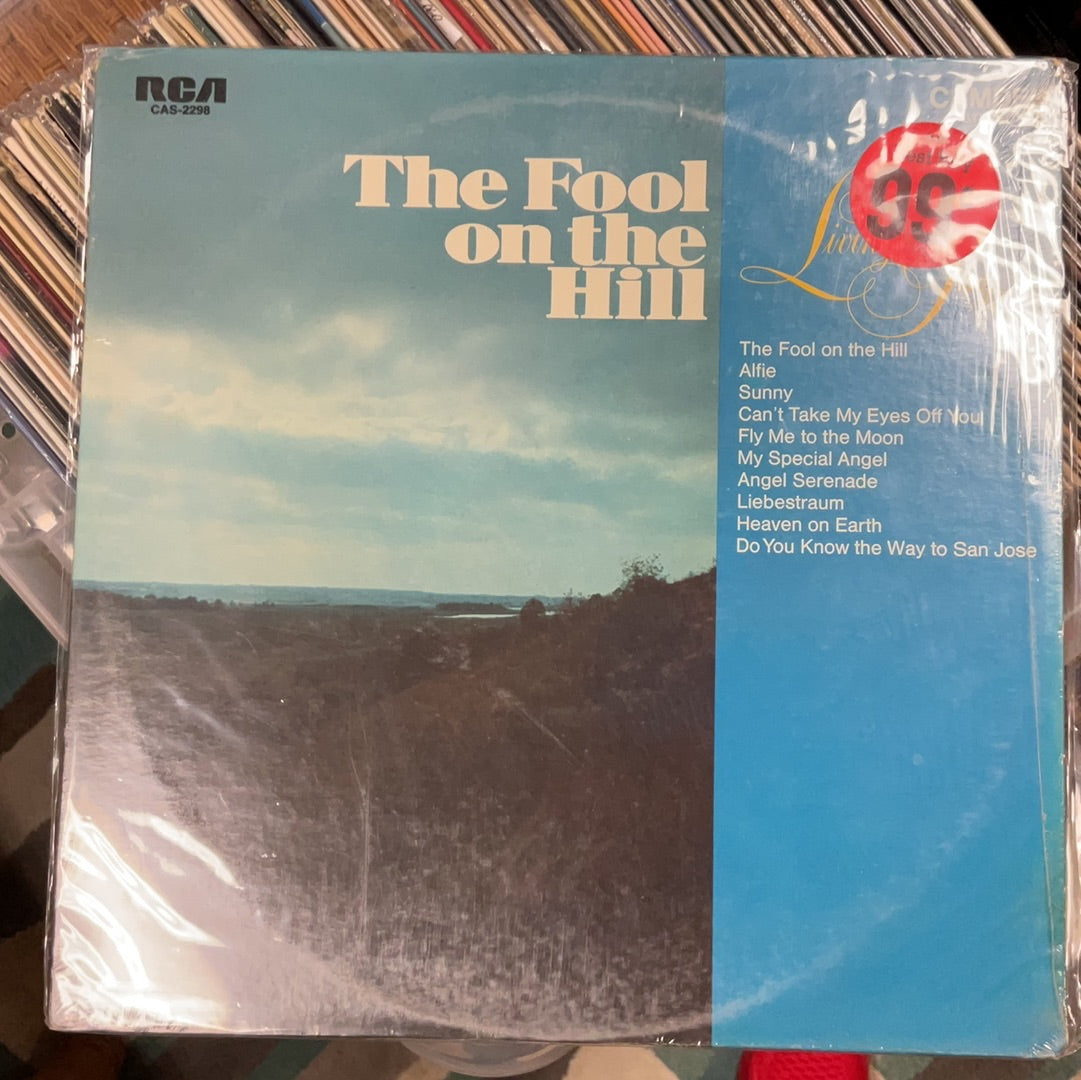 RCA
CAS-2298
The Fool
on the
Hill
99
Living
The Fool on the Hill
Alfie
Sunny
Can't Take My Eyes Off You
Fly Me to the Moon
My Special Angel
Angel Serenade
Liebestraum
Heaven on Earth
Do You Know the Way to San Jose